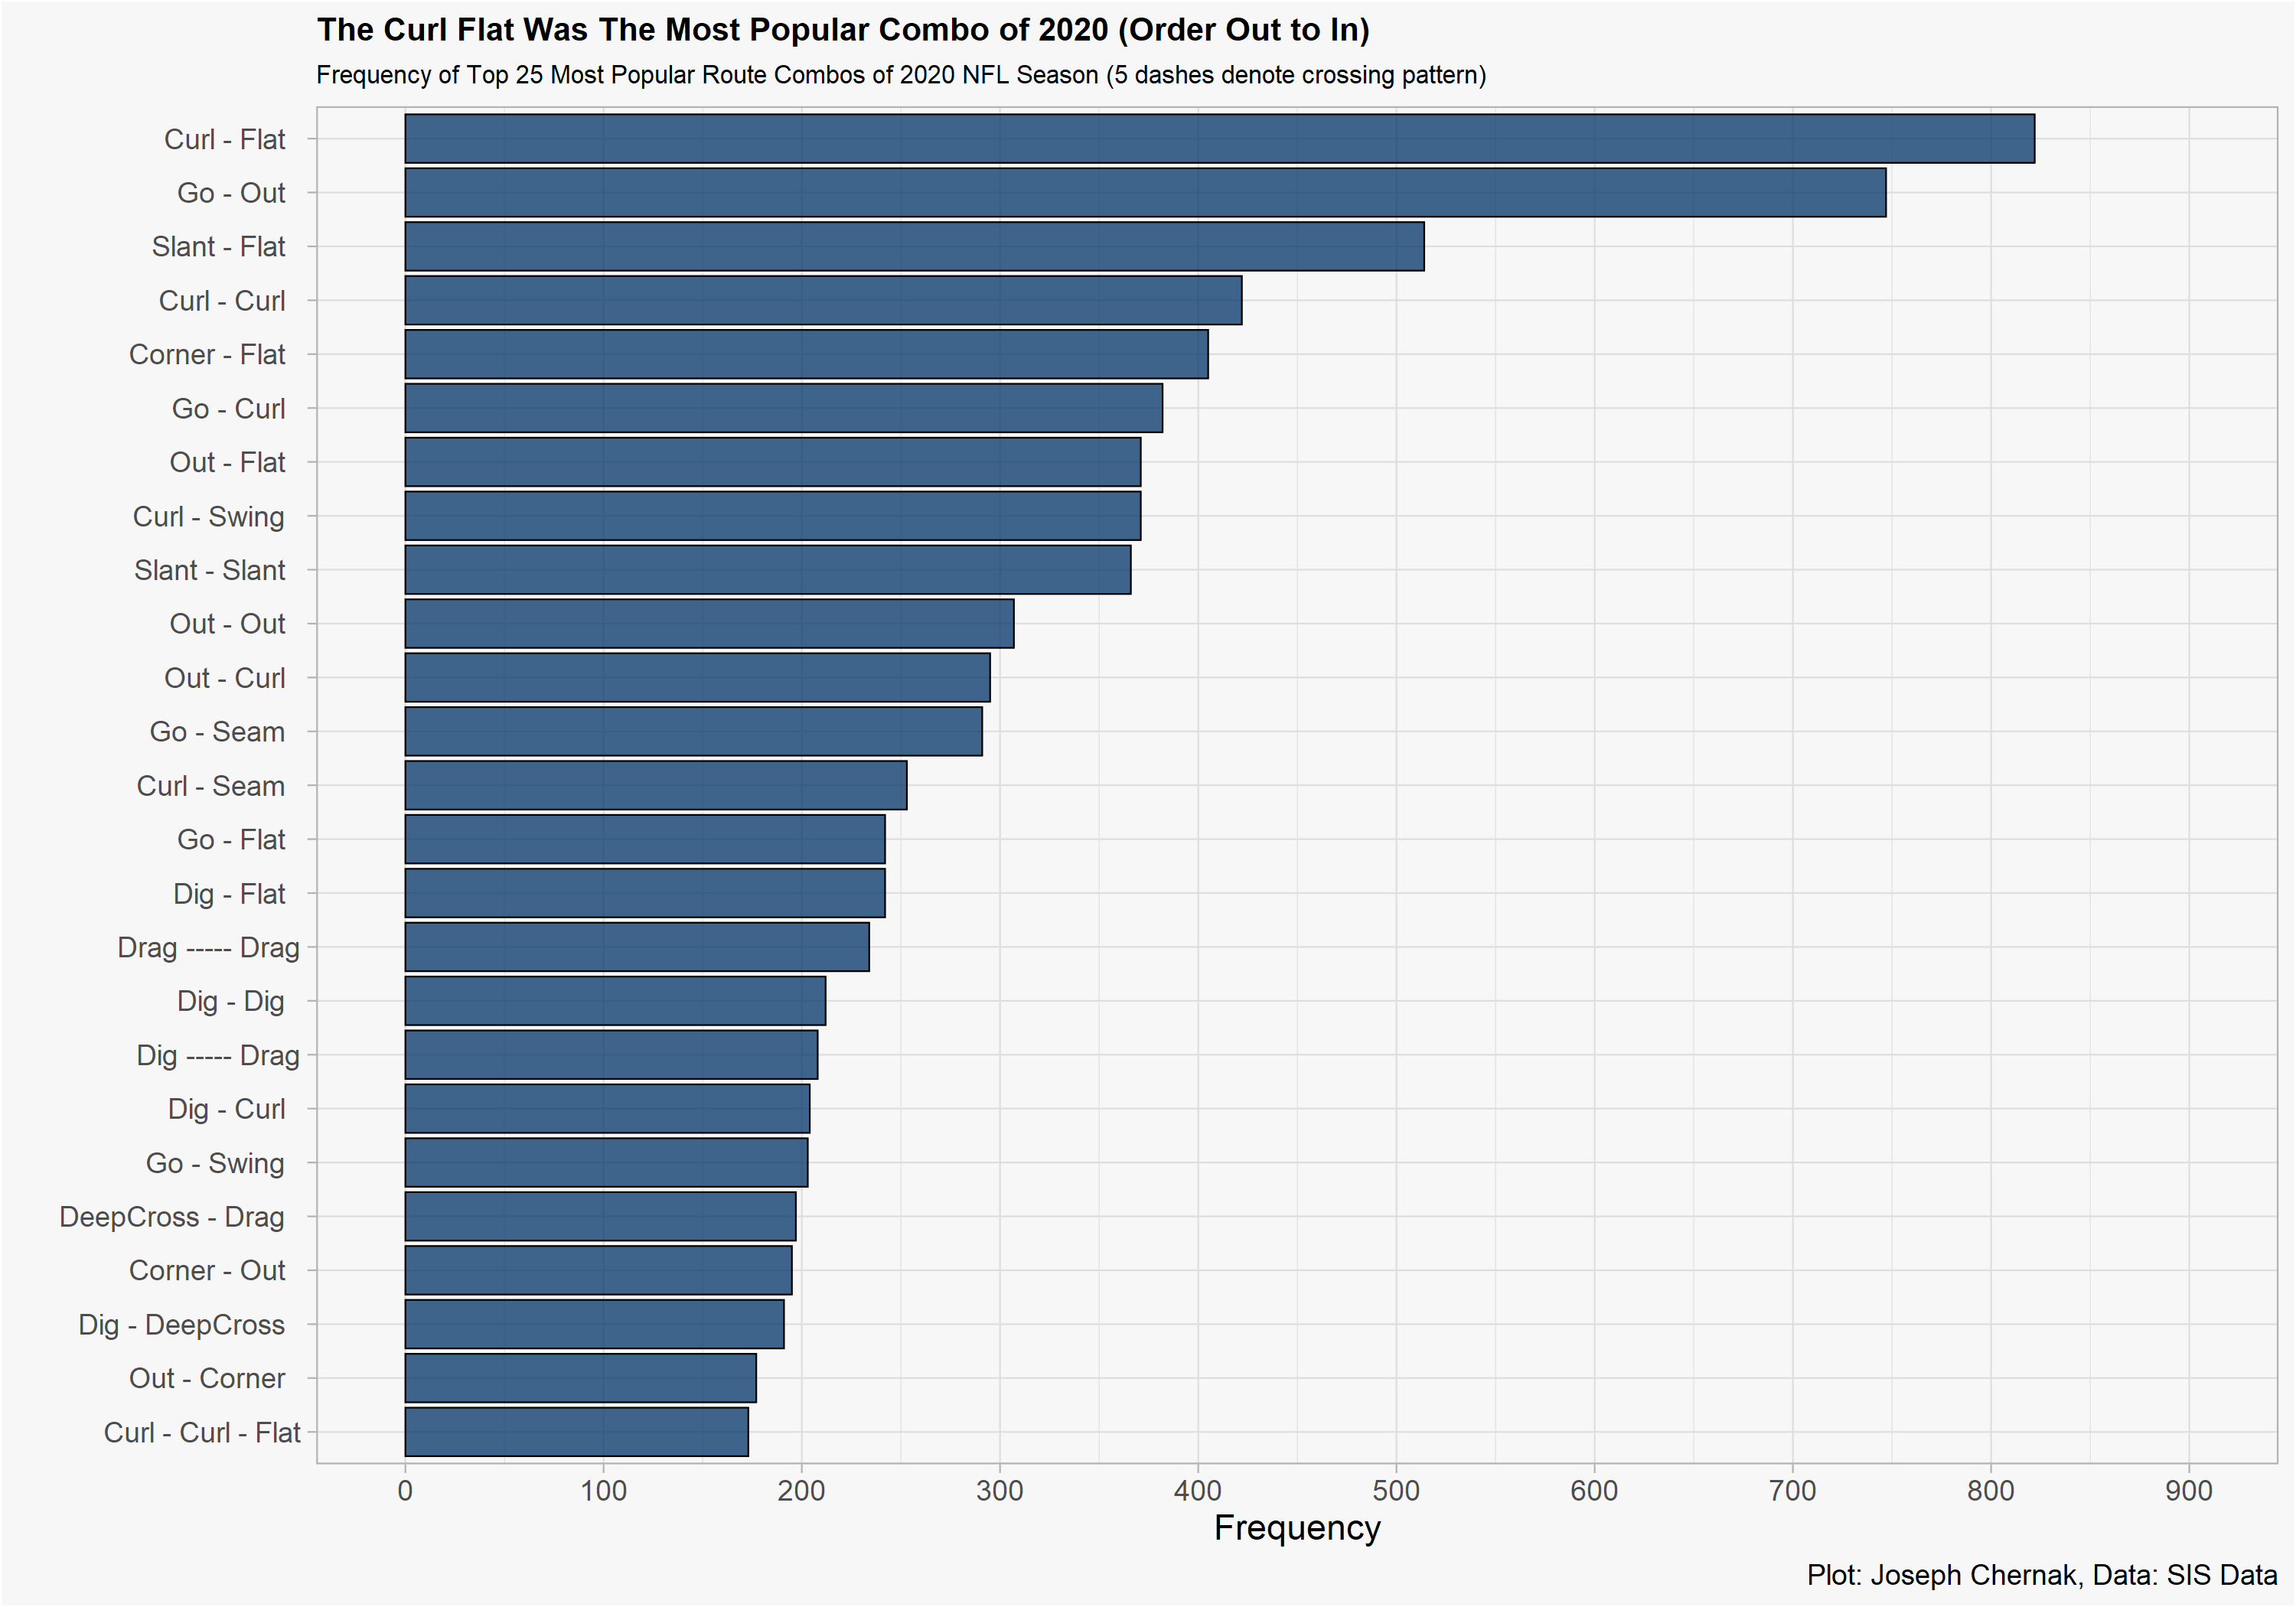 The Curl Flat Was The Most Popular Combo of 2020 (Order Out to In)
Frequency of Top 25 Most Popular Route Combos of 2020 NFL Season (5 dashes denote crossing pattern)
Curl - Flat
Go - Out
Slant - Flat
Curl - Curl
Corner - Flat
Go - Curl
Out - Flat
Curl - Swing
Slant - Slant
Out - Out
Out - Curl
Go - Seam
Curl - Seam
Go - Flat
Dig - Flat
Drag ----- Drag
Dig - Dig
Dig ----- Drag
Dig - Curl
Go - Swing
DeepCross - Drag
Corner - Out
Dig - DeepCross
Out - Corner
Curl - Curl - Flat
0 100 200 300 400 500 600 700 800 900
Frequency
Plot: Joseph Chernak, Data: SIS Data